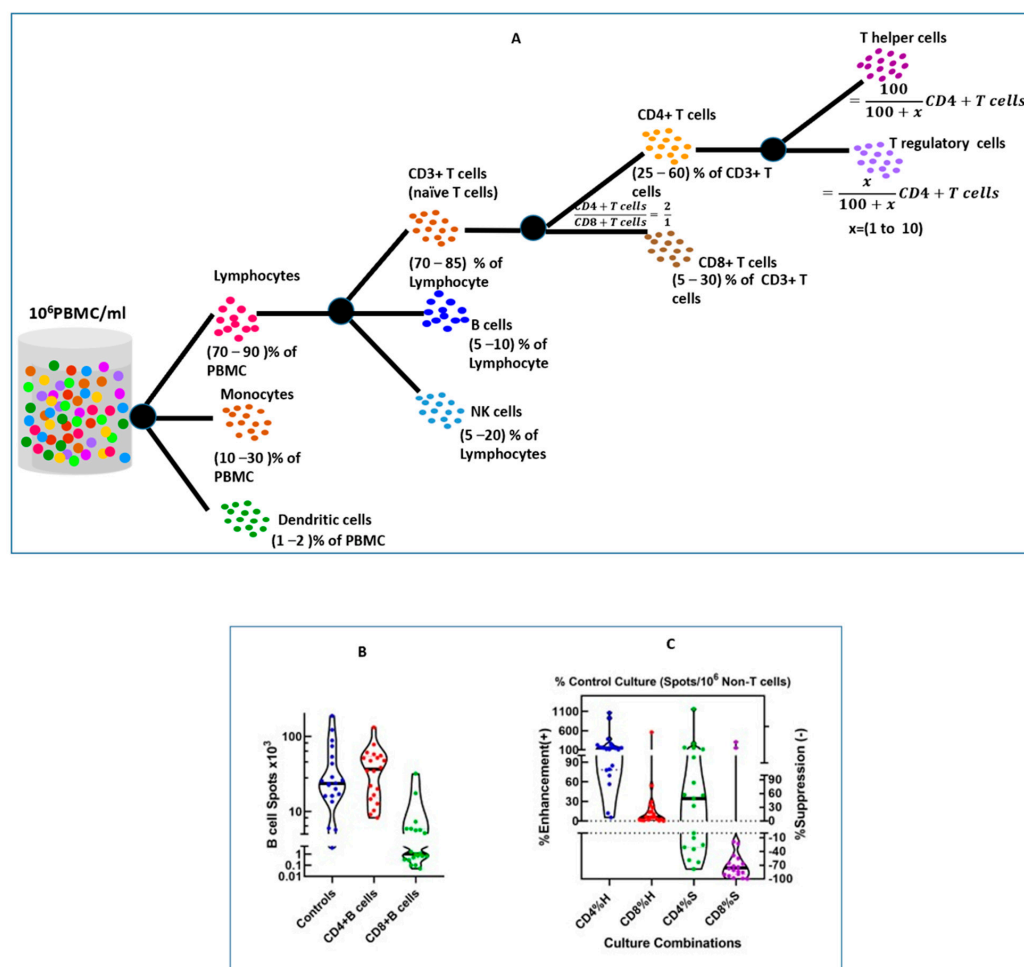 A
T helper cells
= 100/(100 + x) CD4 + T cells
CD4+ T cells
T regulatory cells
(25 – 60) % of CD3+ T
cells
= x/(100 + x) CD4 + T cells
x=(1 to 10)
CD3+ T cells
(naïve T cells)
CD4 + T cells/CD8 + T cells = 2/1
(70 – 85) % of
Lymphocyte
CD8+ T cells
(5 – 30) % of CD3+ T
cells
Lymphocytes
10⁶PBMC/ml
B cells
(5 –10) % of
Lymphocyte
(70 – 90 )% of
PBMC
Monocytes
NK cells
(5 –20) % of
Lymphocytes
(10 –30 )% of
PBMC
Dendritic cells
(1 –2 )% of PBMC
B
B cell Spots x10³
100
10
1
0.1
0.01
Controls
CD4+B cells
CD8+B cells
C
% Control Culture (Spots/10⁶ Non-T cells)
%Enhancement(+)
1100
600
100
90
60
30
0
%Suppression (-)
90
60
30
0
-10
-40
-70
-100
CD4%H
CD8%H
CD4%S
CD8%S
Culture Combinations